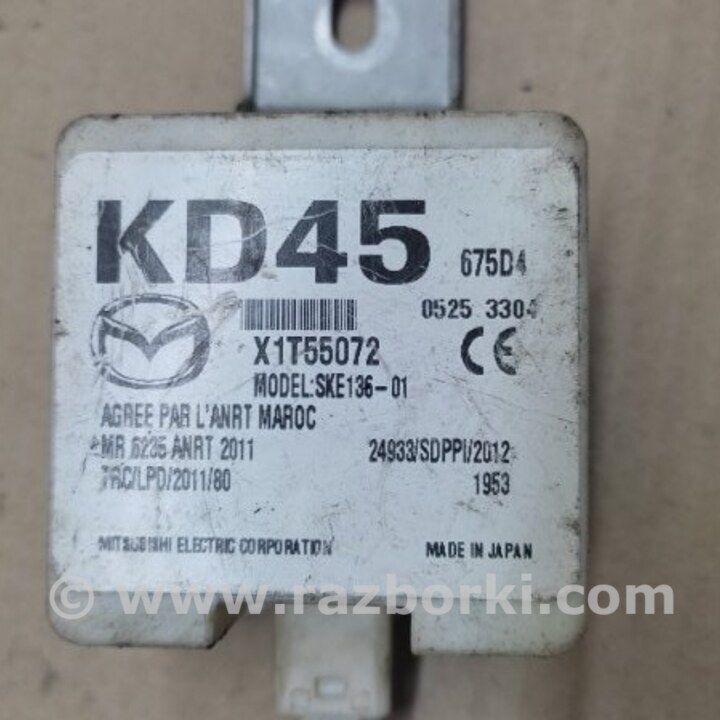 KD45 675D4
0525 3304
X1T55072 CE
MODEL:SKE136-01
AGREE PAR L'ANRT MAROC
MR 6235 ANRT 2011 24933/SDPPI/2012
TRC/LPD/2011/80 1953
MITSUBISHI ELECTRIC CORPORATION MADE IN JAPAN
© www.razborki.com